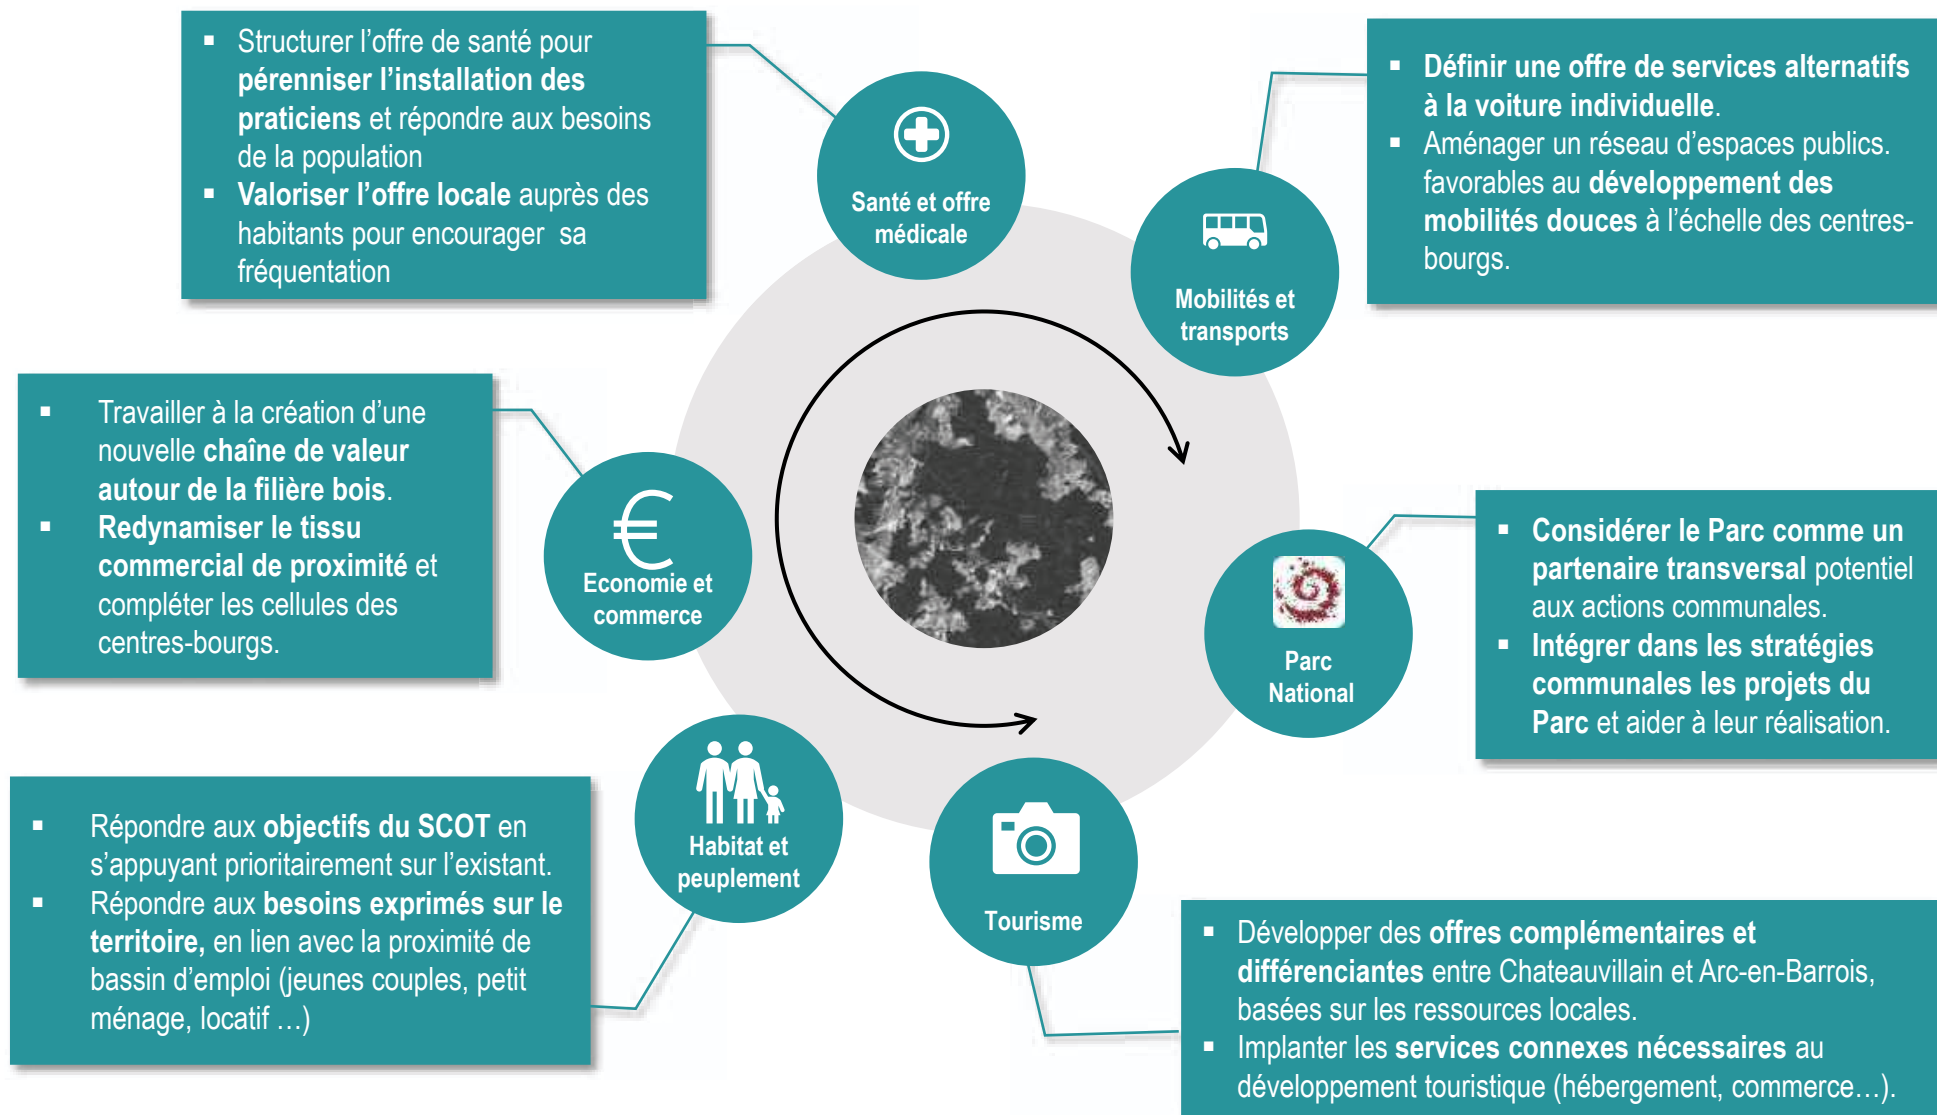 ▪ Structurer l’offre de santé pour
pérenniser l’installation des
praticiens et répondre aux besoins
de la population
▪ Valoriser l’offre locale auprès des
habitants pour encourager sa
fréquentation
Santé et offre
médicale
▪ Définir une offre de services alternatifs
à la voiture individuelle.
▪ Aménager un réseau d’espaces publics.
favorables au développement des
mobilités douces à l’échelle des centres-
bourgs.
Mobilités et
transports
▪ Travailler à la création d’une
nouvelle chaîne de valeur
autour de la filière bois.
▪ Redynamiser le tissu
commercial de proximité et
compléter les cellules des
centres-bourgs.
€
Economie et
commerce
▪ Considérer le Parc comme un
partenaire transversal potentiel
aux actions communales.
▪ Intégrer dans les stratégies
communales les projets du
Parc et aider à leur réalisation.
Parc
National
▪ Répondre aux objectifs du SCOT en
s’appuyant prioritairement sur l’existant.
▪ Répondre aux besoins exprimés sur le
territoire, en lien avec la proximité de
bassin d’emploi (jeunes couples, petit
ménage, locatif …)
Habitat et
peuplement
Tourisme
▪ Développer des offres complémentaires et
différenciantes entre Chateauvillain et Arc-en-Barrois,
basées sur les ressources locales.
▪ Implanter les services connexes nécessaires au
développement touristique (hébergement, commerce…).